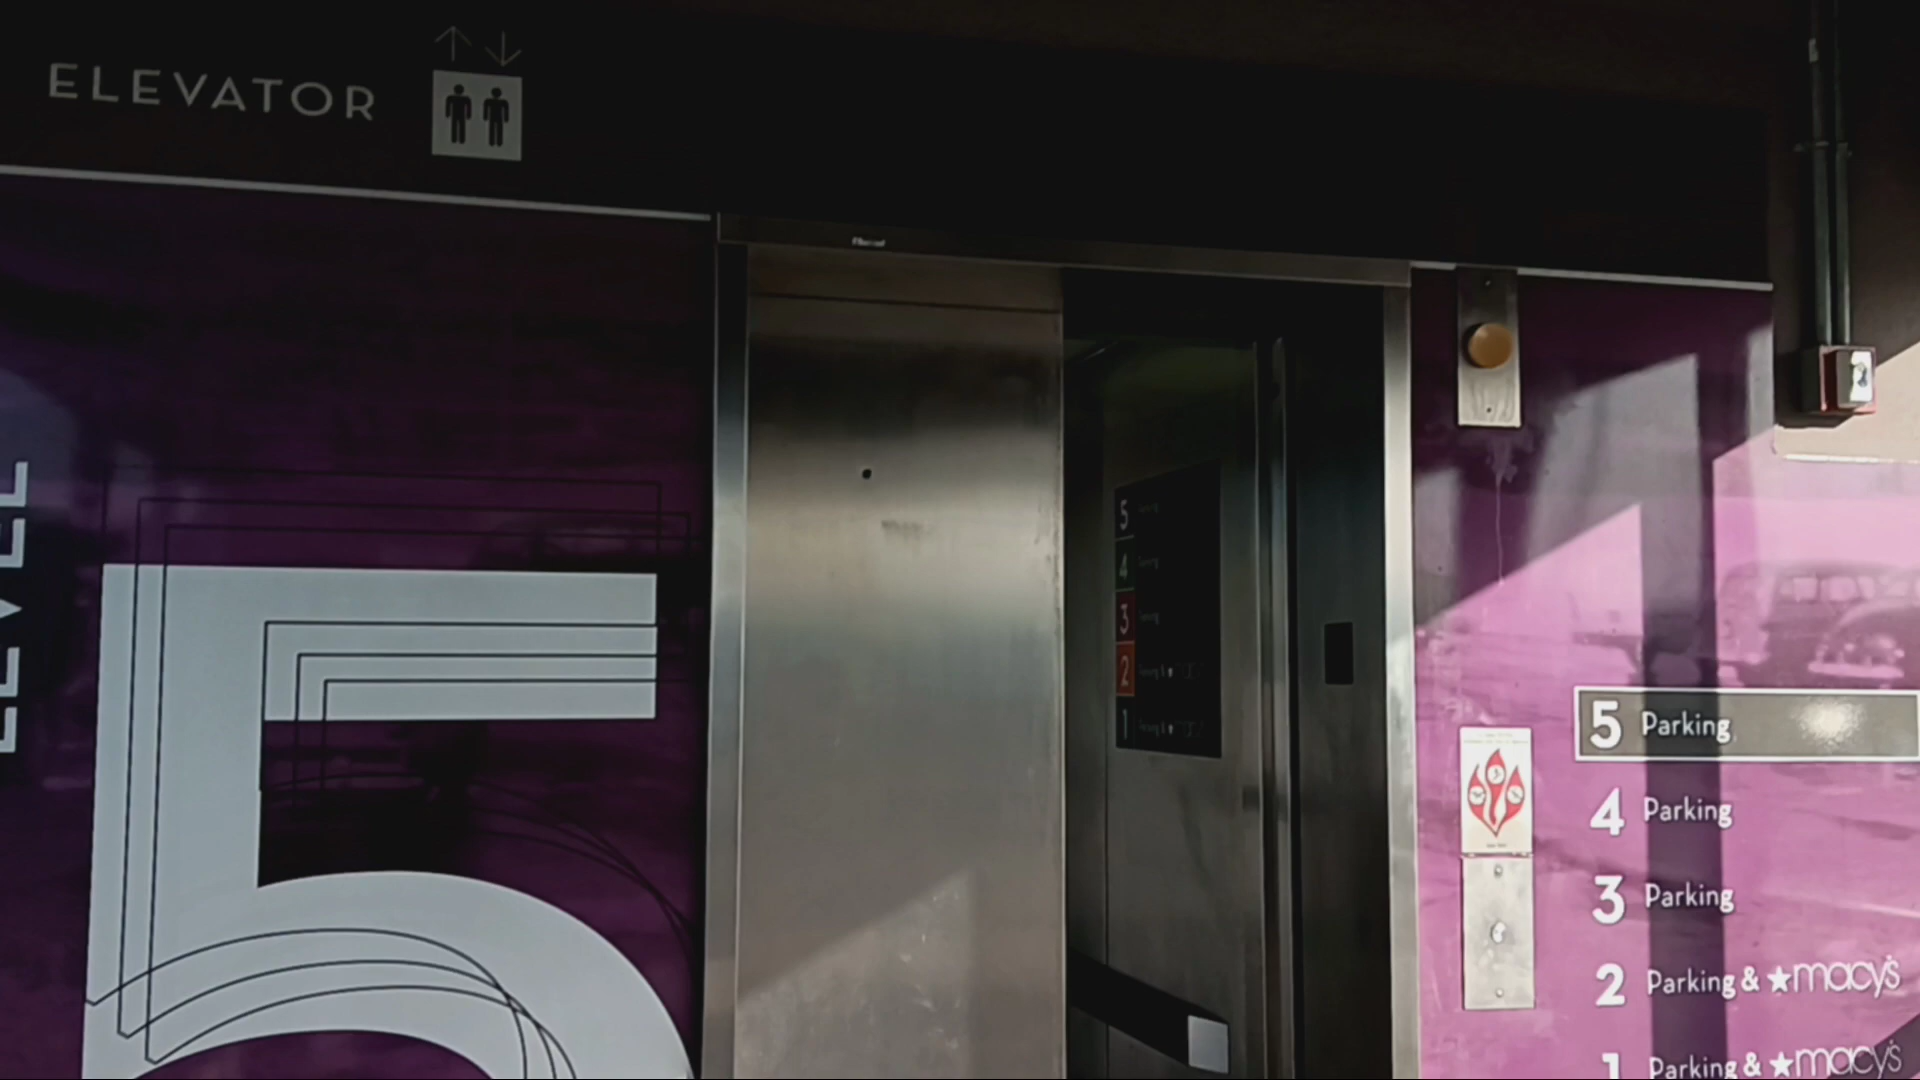 ELEVATOR
LEVEL
5
5 Parking
4 Parking
3 Parking
2 Parking & ★macy's
1 Parking & ★macy's
5
4
3
2
1